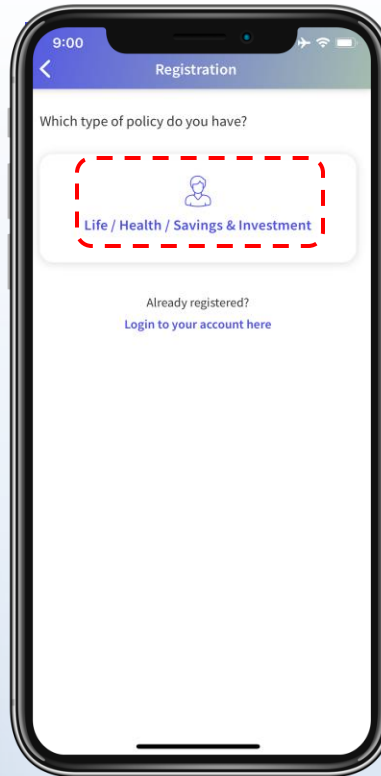 9:00
Registration
Which type of policy do you have?
Life / Health / Savings & Investment
Already registered?
Login to your account here